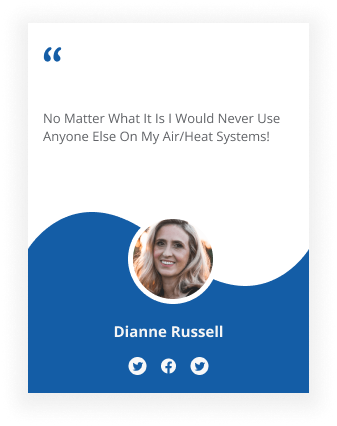 “
No Matter What It Is I Would Never Use
Anyone Else On My Air/Heat Systems!
Dianne Russell